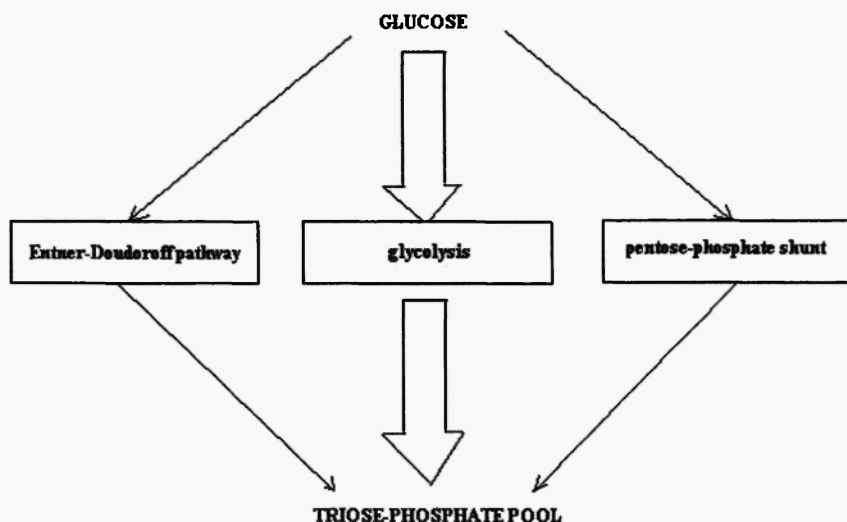 GLUCOSE
Entner-Doudoroff pathway
glycolysis
pentose-phosphate shunt
TRIOSE-PHOSPHATE POOL